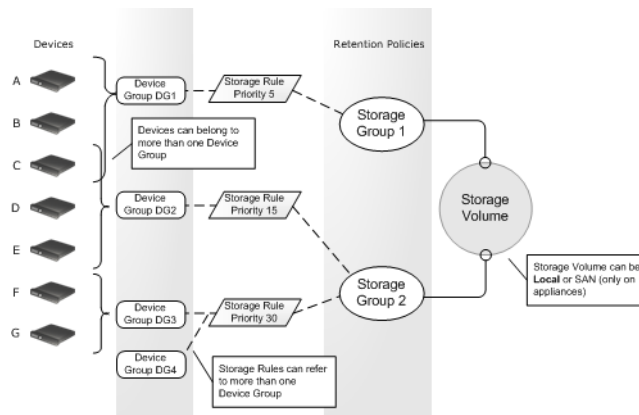 Devices
Retention Policies
A
B
C
D
E
F
G
Device
Group DG1
Storage Rule
Priority 5
Storage
Group 1
Devices can belong to
more than one Device
Group
Device
Group DG2
Storage Rule
Priority 15
Storage
Volume
Storage Volume can be
Local or SAN (only on
appliances)
Storage
Group 2
Device
Group DG3
Storage Rule
Priority 30
Device
Group DG4
Storage Rules can refer
to more than one
Device Group